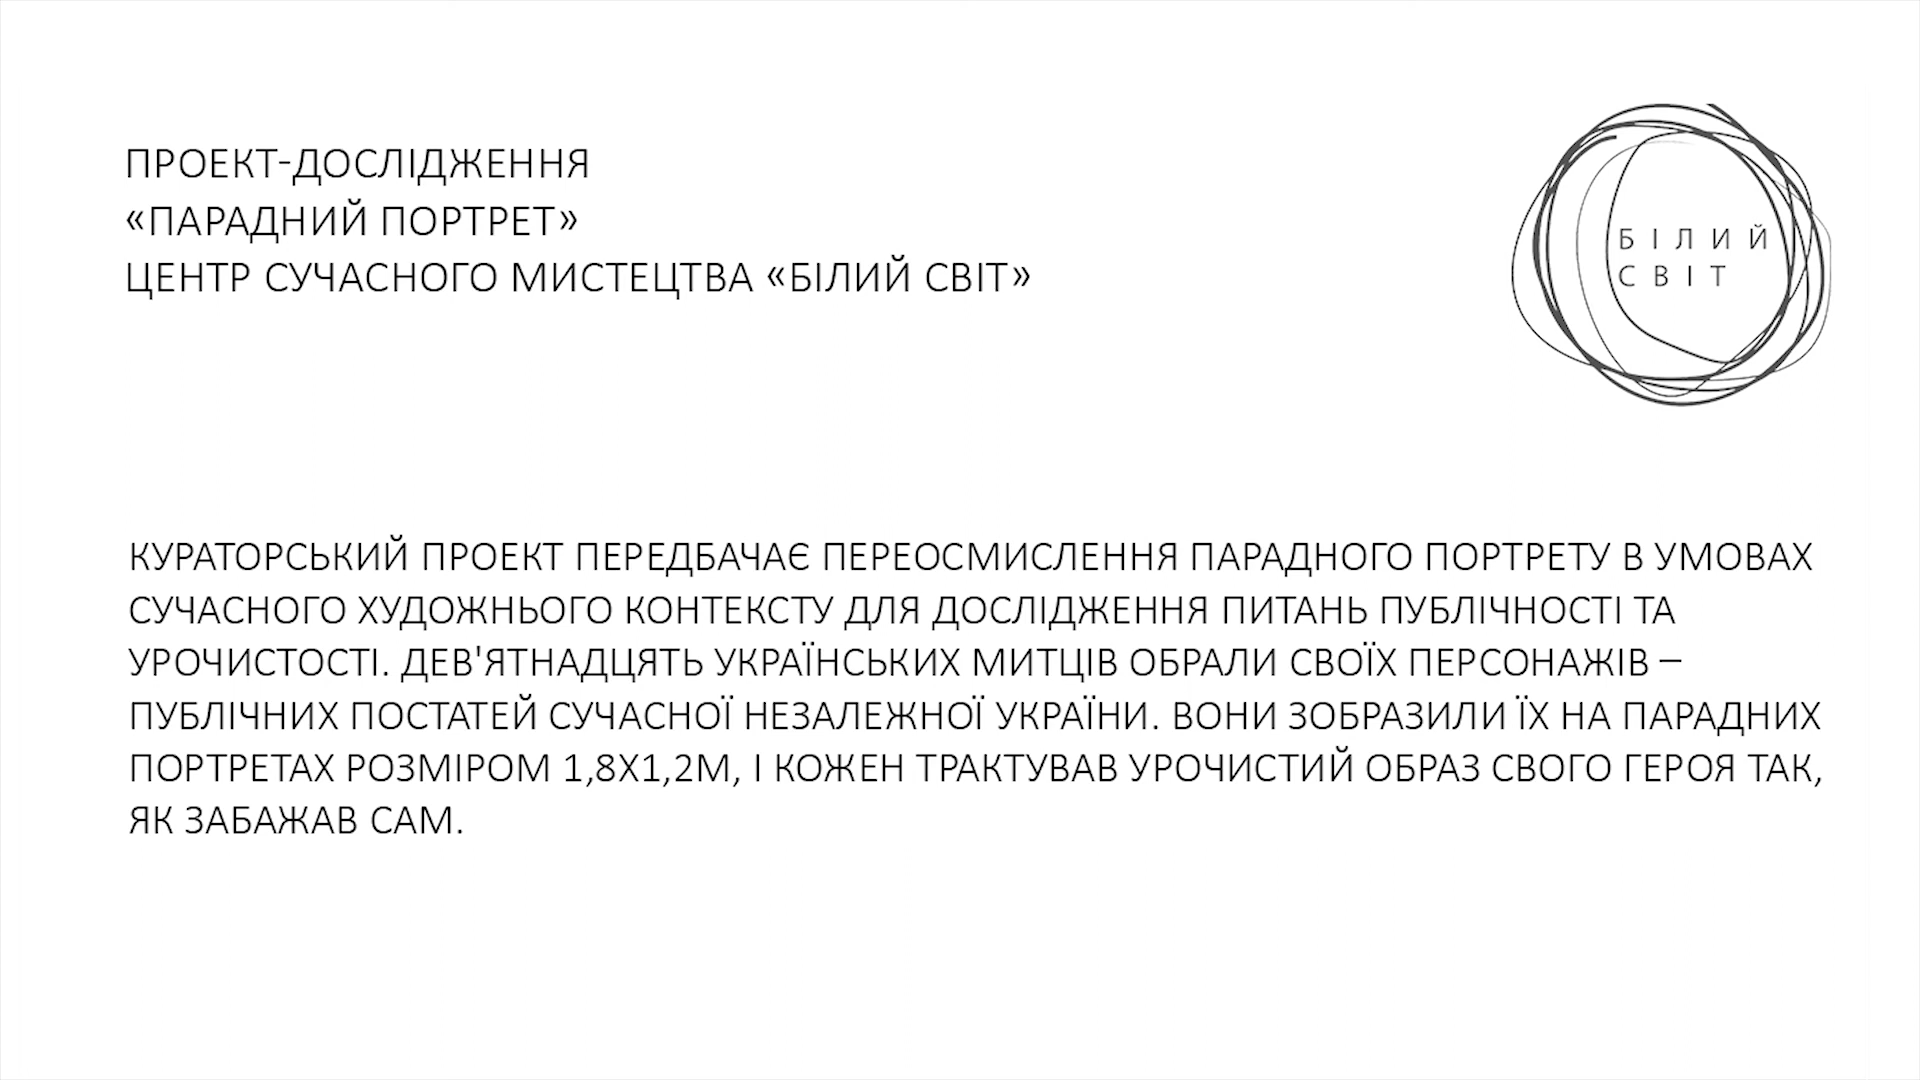 ПРОЕКТ-ДОСЛІДЖЕННЯ
«ПАРАДНИЙ ПОРТРЕТ»
ЦЕНТР СУЧАСНОГО МИСТЕЦТВА «БІЛИЙ СВІТ»
БІЛИЙ
СВІТ
КУРАТОРСЬКИЙ ПРОЕКТ ПЕРЕДБАЧАЄ ПЕРЕОСМИСЛЕННЯ ПАРАДНОГО ПОРТРЕТУ В УМОВАХ
СУЧАСНОГО ХУДОЖНЬОГО КОНТЕКСТУ ДЛЯ ДОСЛІДЖЕННЯ ПИТАНЬ ПУБЛІЧНОСТІ ТА
УРОЧИСТОСТІ. ДЕВ'ЯТНАДЦЯТЬ УКРАЇНСЬКИХ МИТЦІВ ОБРАЛИ СВОЇХ ПЕРСОНАЖІВ –
ПУБЛІЧНИХ ПОСТАТЕЙ СУЧАСНОЇ НЕЗАЛЕЖНОЇ УКРАЇНИ. ВОНИ ЗОБРАЗИЛИ ЇХ НА ПАРАДНИХ
ПОРТРЕТАХ РОЗМІРОМ 1,8Х1,2М, І КОЖЕН ТРАКТУВАВ УРОЧИСТИЙ ОБРАЗ СВОГО ГЕРОЯ ТАК,
ЯК ЗАБАЖАВ САМ.